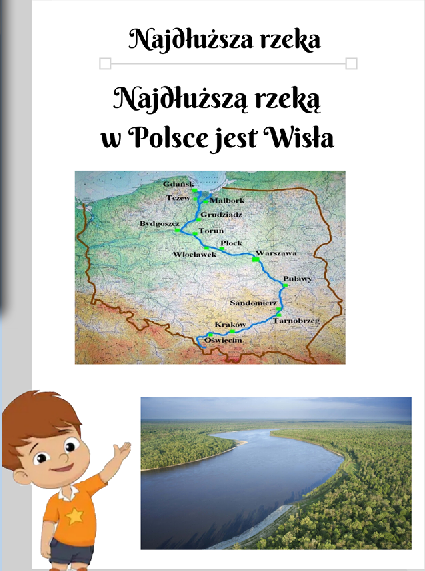 Najdłuższa rzeka
Najdłuższą rzeką
w Polsce jest Wisła
Gdańsk
Tczew
Malbork
Grudziądz
Bydgoszcz
Toruń
Płock
Włocławek
Warszawa
Puławy
Sandomierz
Tarnobrzeg
Kraków
Oświęcim